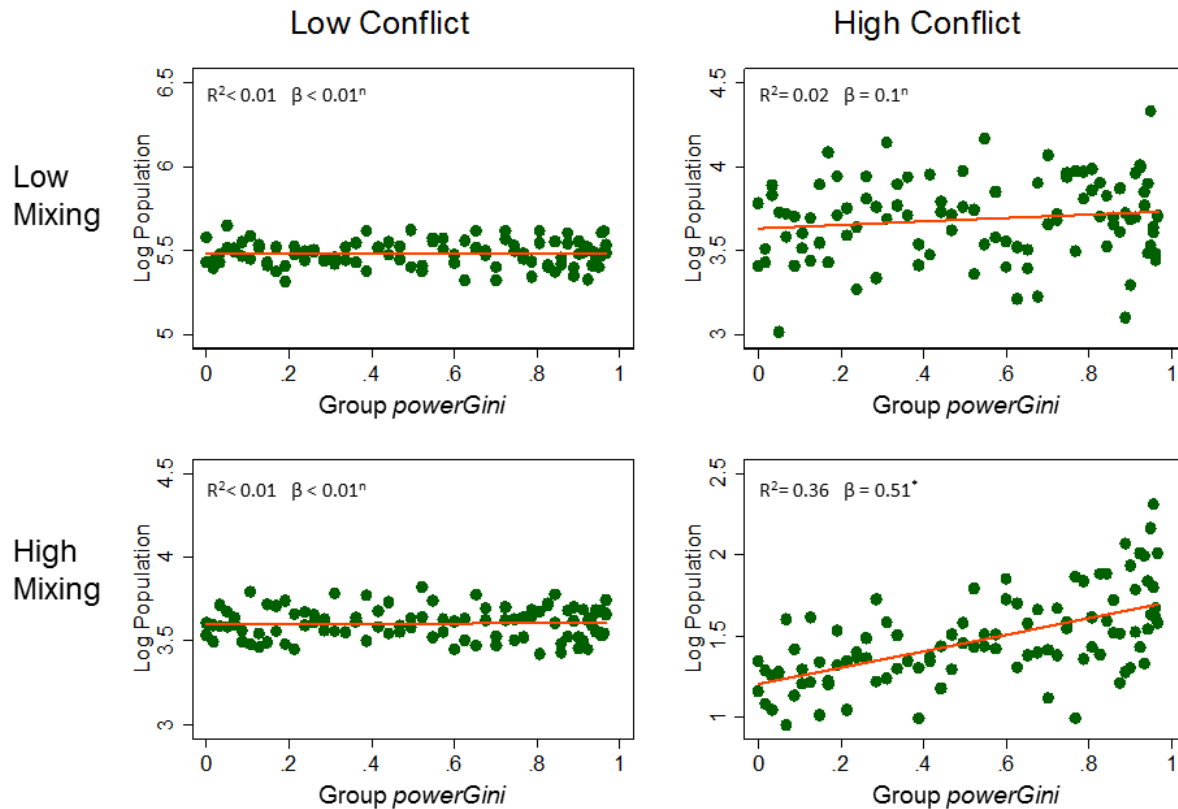 Low Conflict
High Conflict
Low
Mixing
R²< 0.01 β < 0.01ⁿ
Log Population
6.5
6
5.5
5
0 .2 .4 .6 .8 1
Group powerGini
R²= 0.02 β = 0.1ⁿ
Log Population
4.5
4
3.5
3
0 .2 .4 .6 .8 1
Group powerGini
High
Mixing
R²< 0.01 β < 0.01ⁿ
Log Population
4.5
4
3.5
3
0 .2 .4 .6 .8 1
Group powerGini
R²= 0.36 β = 0.51*
Log Population
2.5
2
1.5
1
0 .2 .4 .6 .8 1
Group powerGini